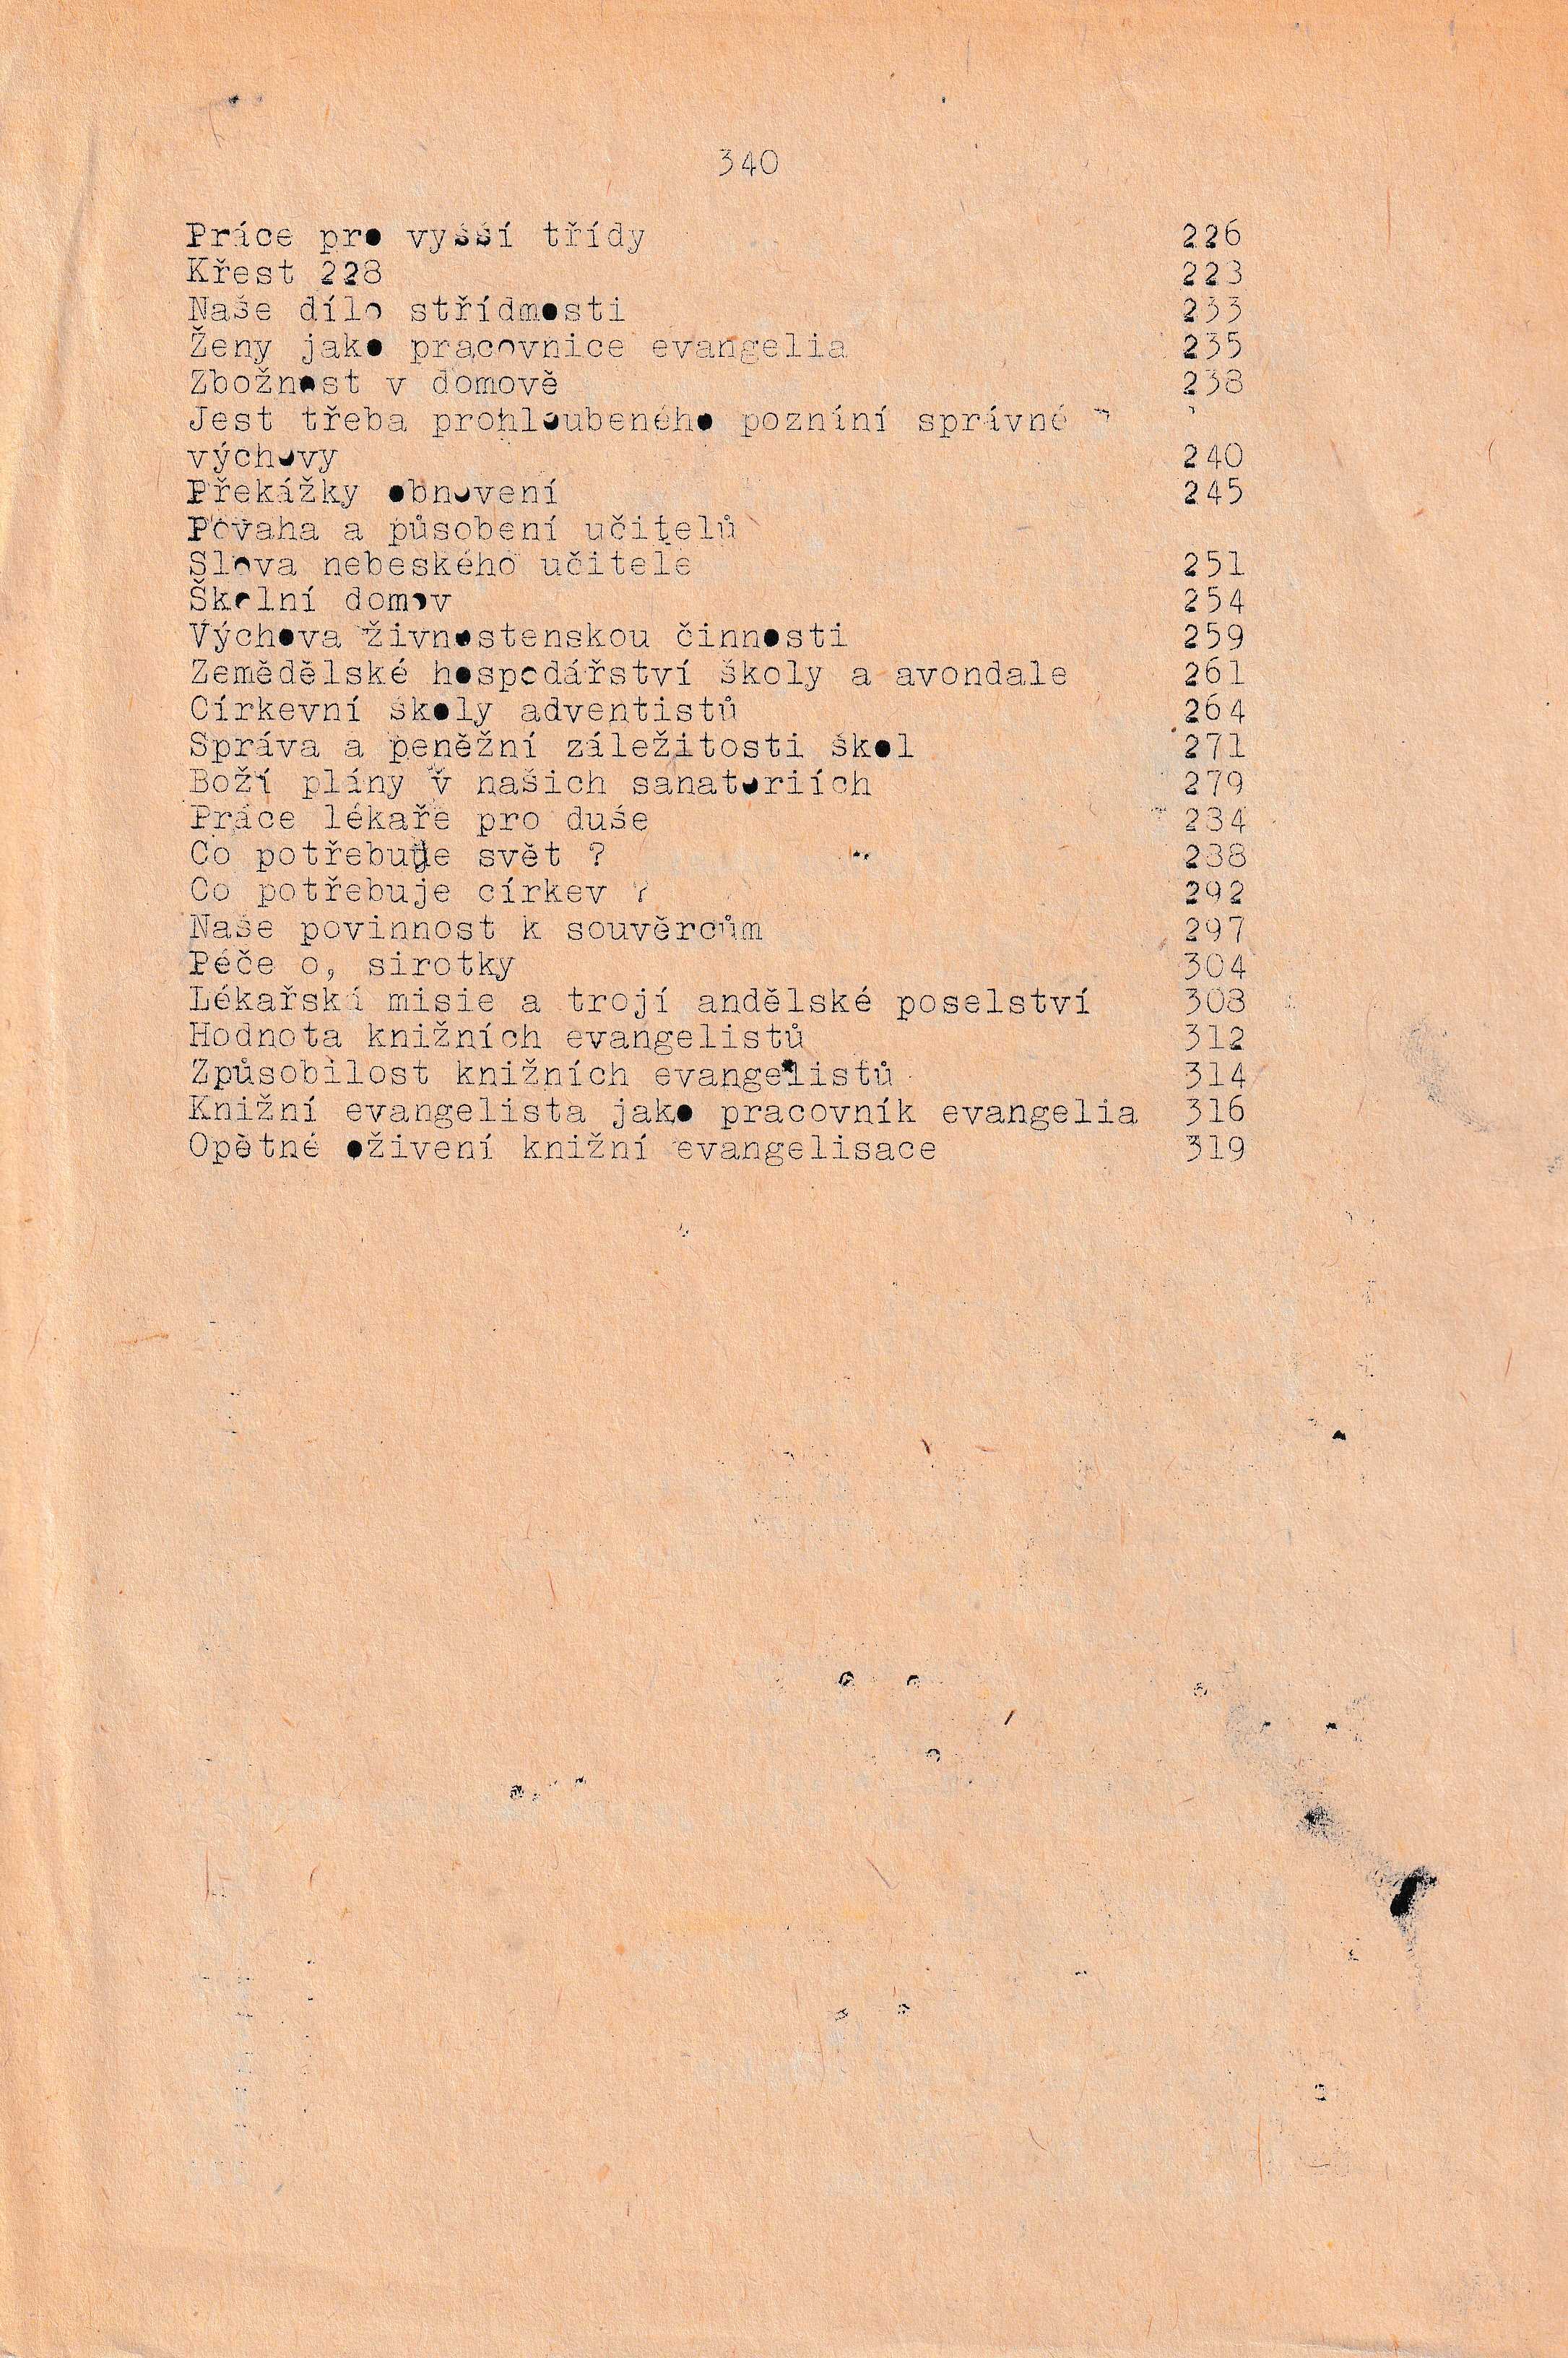 340
Práce pro vyšší třídy 226
Křest 228 223
Naše dílo střídmosti 233
Ženy jako pracovnice evangelia 235
Zbožnost v domově 238
Jest třeba prohloubeného pozníní správné
výchovy 240
Překážky obnovení 245
Povaha a působení učitelů
Slova nebeského učitele 251
Školní domov 254
Výchova živnostenskou činnosti 259
Zemědělské hospodářství školy a avondale 261
Církevní školy adventistů 264
Správa a peněžní záležitosti škol 271
Boží plány v našich sanatoriích 279
Práce lékaře pro duše 234
Co potřebuje svět ? 238
Co potřebuje církev ? 292
Naše povinnost k souvěrcům 297
Péče o, sirotky 304
Lékařská misie a trojí andělské poselství 308
Hodnota knižních evangelistů 312
Způsobilost knižních evangelistů 314
Knižní evangelista jako pracovník evangelia 316
Opětné oživení knižní evangelisace 319